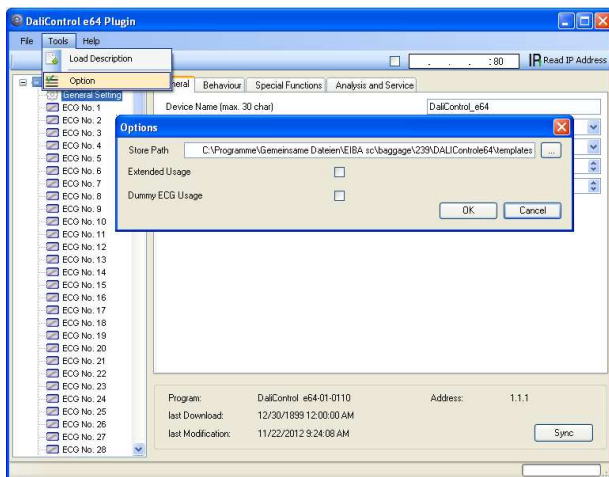 DaliControl e64 Plugin
File Tools Help
Load Description
Option
. . . :80 Read IP Address
General Setting
ECG No. 1
ECG No. 2
ECG No. 3
ECG No. 4
ECG No. 5
ECG No. 6
ECG No. 7
ECG No. 8
ECG No. 9
ECG No. 10
ECG No. 11
ECG No. 12
ECG No. 13
ECG No. 14
ECG No. 15
ECG No. 16
ECG No. 17
ECG No. 18
ECG No. 19
ECG No. 20
ECG No. 21
ECG No. 22
ECG No. 23
ECG No. 24
ECG No. 25
ECG No. 26
ECG No. 27
ECG No. 28
neral Behaviour Special Functions Analysis and Service
Device Name (max. 30 char) DaliControl_e64
Options
Store Path C:\Programme\Gemeinsame Dateien\EIBA sc\baggage\239\DALIControle64\templates ...
Extended Usage
Dummy ECG Usage
OK Cancel
Program: DaliControl e64-01-0110 Address: 1.1.1
last Download: 12/30/1899 12:00:00 AM
last Modification: 11/22/2012 9:24:08 AM Sync